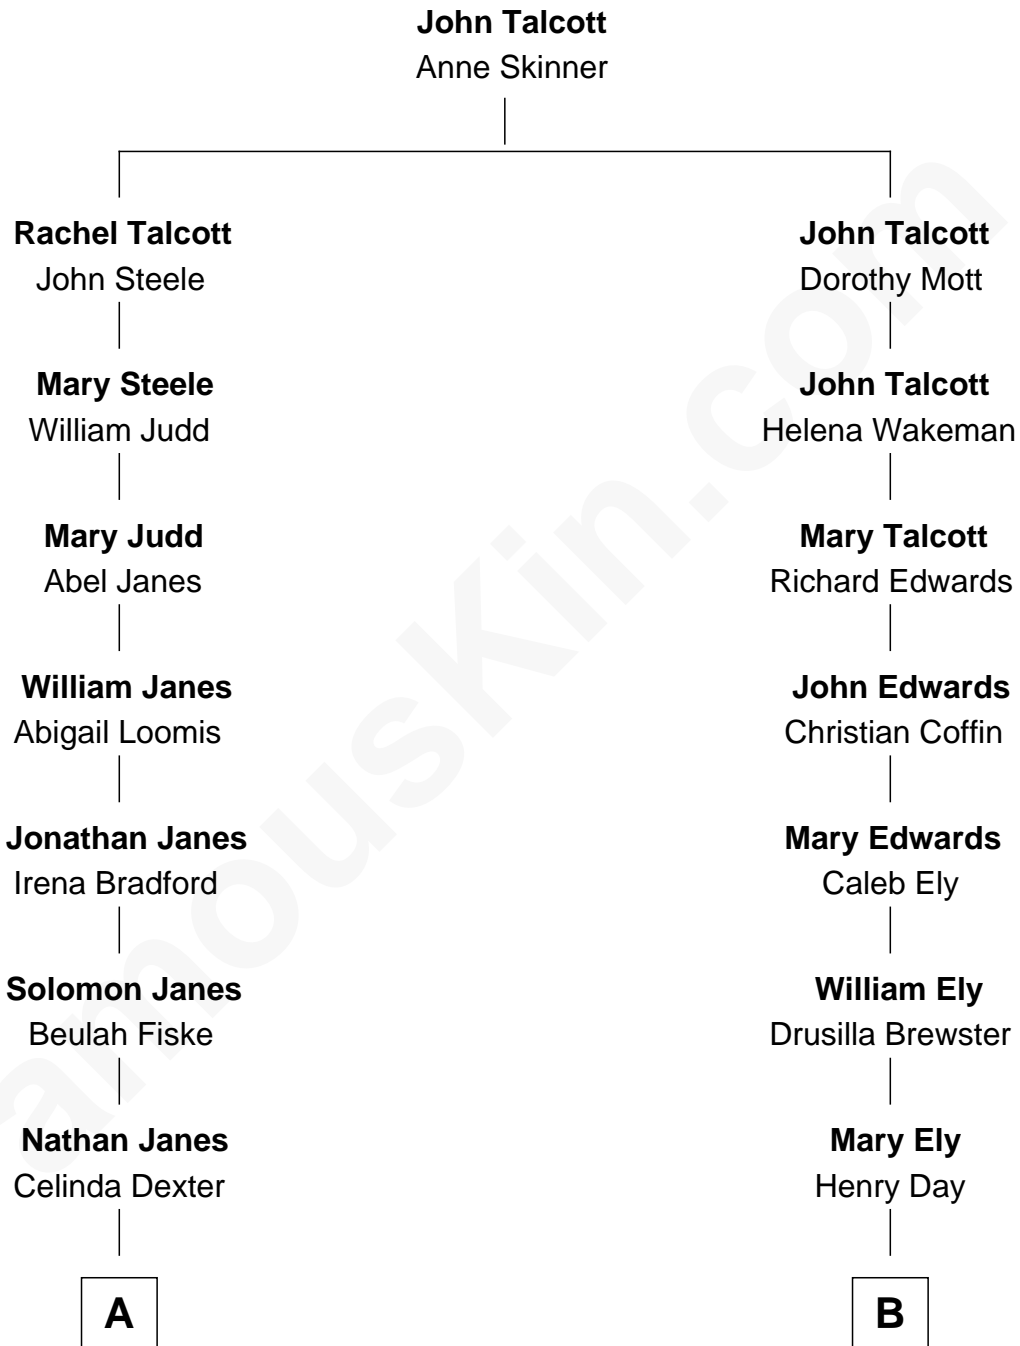 John Talcott
Anne Skinner
Rachel Talcott
John Steele
John Talcott
Dorothy Mott
Mary Steele
William Judd
John Talcott
Helena Wakeman
Mary Judd
Abel Janes
Mary Talcott
Richard Edwards
William Janes
Abigail Loomis
John Edwards
Christian Coffin
Jonathan Janes
Irena Bradford
Mary Edwards
Caleb Ely
Solomon Janes
Beulah Fiske
William Ely
Drusilla Brewster
Nathan Janes
Celinda Dexter
Mary Ely
Henry Day
A
B
amousKin.com